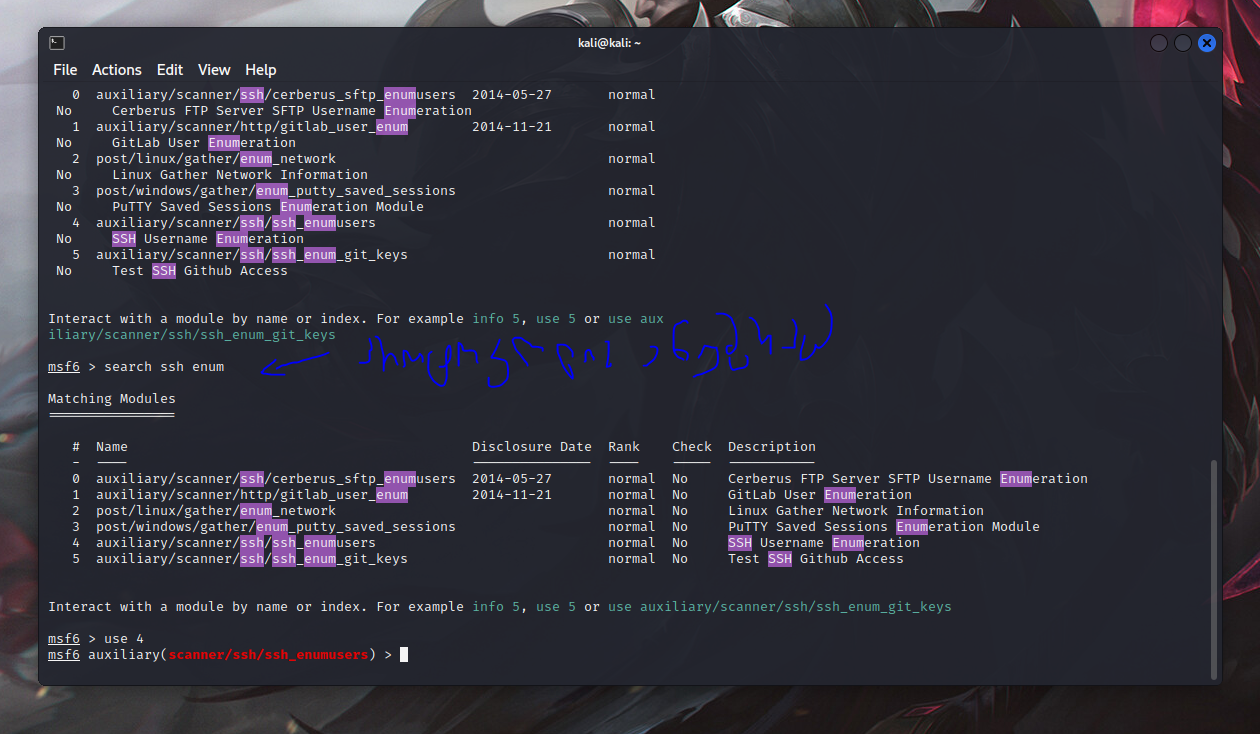 kali@kali: ~
File Actions Edit View Help
0 auxiliary/scanner/ssh/cerberus_sftp_enumusers 2014-05-27 normal
No Cerberus FTP Server SFTP Username Enumeration
1 auxiliary/scanner/http/gitlab_user_enum 2014-11-21 normal
No GitLab User Enumeration
2 post/linux/gather/enum_network normal
No Linux Gather Network Information
3 post/windows/gather/enum_putty_saved_sessions normal
No PuTTY Saved Sessions Enumeration Module
4 auxiliary/scanner/ssh/ssh_enumusers normal
No SSH Username Enumeration
5 auxiliary/scanner/ssh/ssh_enum_git_keys normal
No Test SSH Github Access
Interact with a module by name or index. For example info 5, use 5 or use aux
iliary/scanner/ssh/ssh_enum_git_keys
msf6 > search ssh enum
Matching Modules
================
# Name Disclosure Date Rank Check Description
- ---- --------------- ---- ----- -----------
0 auxiliary/scanner/ssh/cerberus_sftp_enumusers 2014-05-27 normal No Cerberus FTP Server SFTP Username Enumeration
1 auxiliary/scanner/http/gitlab_user_enum 2014-11-21 normal No GitLab User Enumeration
2 post/linux/gather/enum_network normal No Linux Gather Network Information
3 post/windows/gather/enum_putty_saved_sessions normal No PuTTY Saved Sessions Enumeration Module
4 auxiliary/scanner/ssh/ssh_enumusers normal No SSH Username Enumeration
5 auxiliary/scanner/ssh/ssh_enum_git_keys normal No Test SSH Github Access
Interact with a module by name or index. For example info 5, use 5 or use auxiliary/scanner/ssh/ssh_enum_git_keys
msf6 > use 4
msf6 auxiliary(scanner/ssh/ssh_enumusers) >